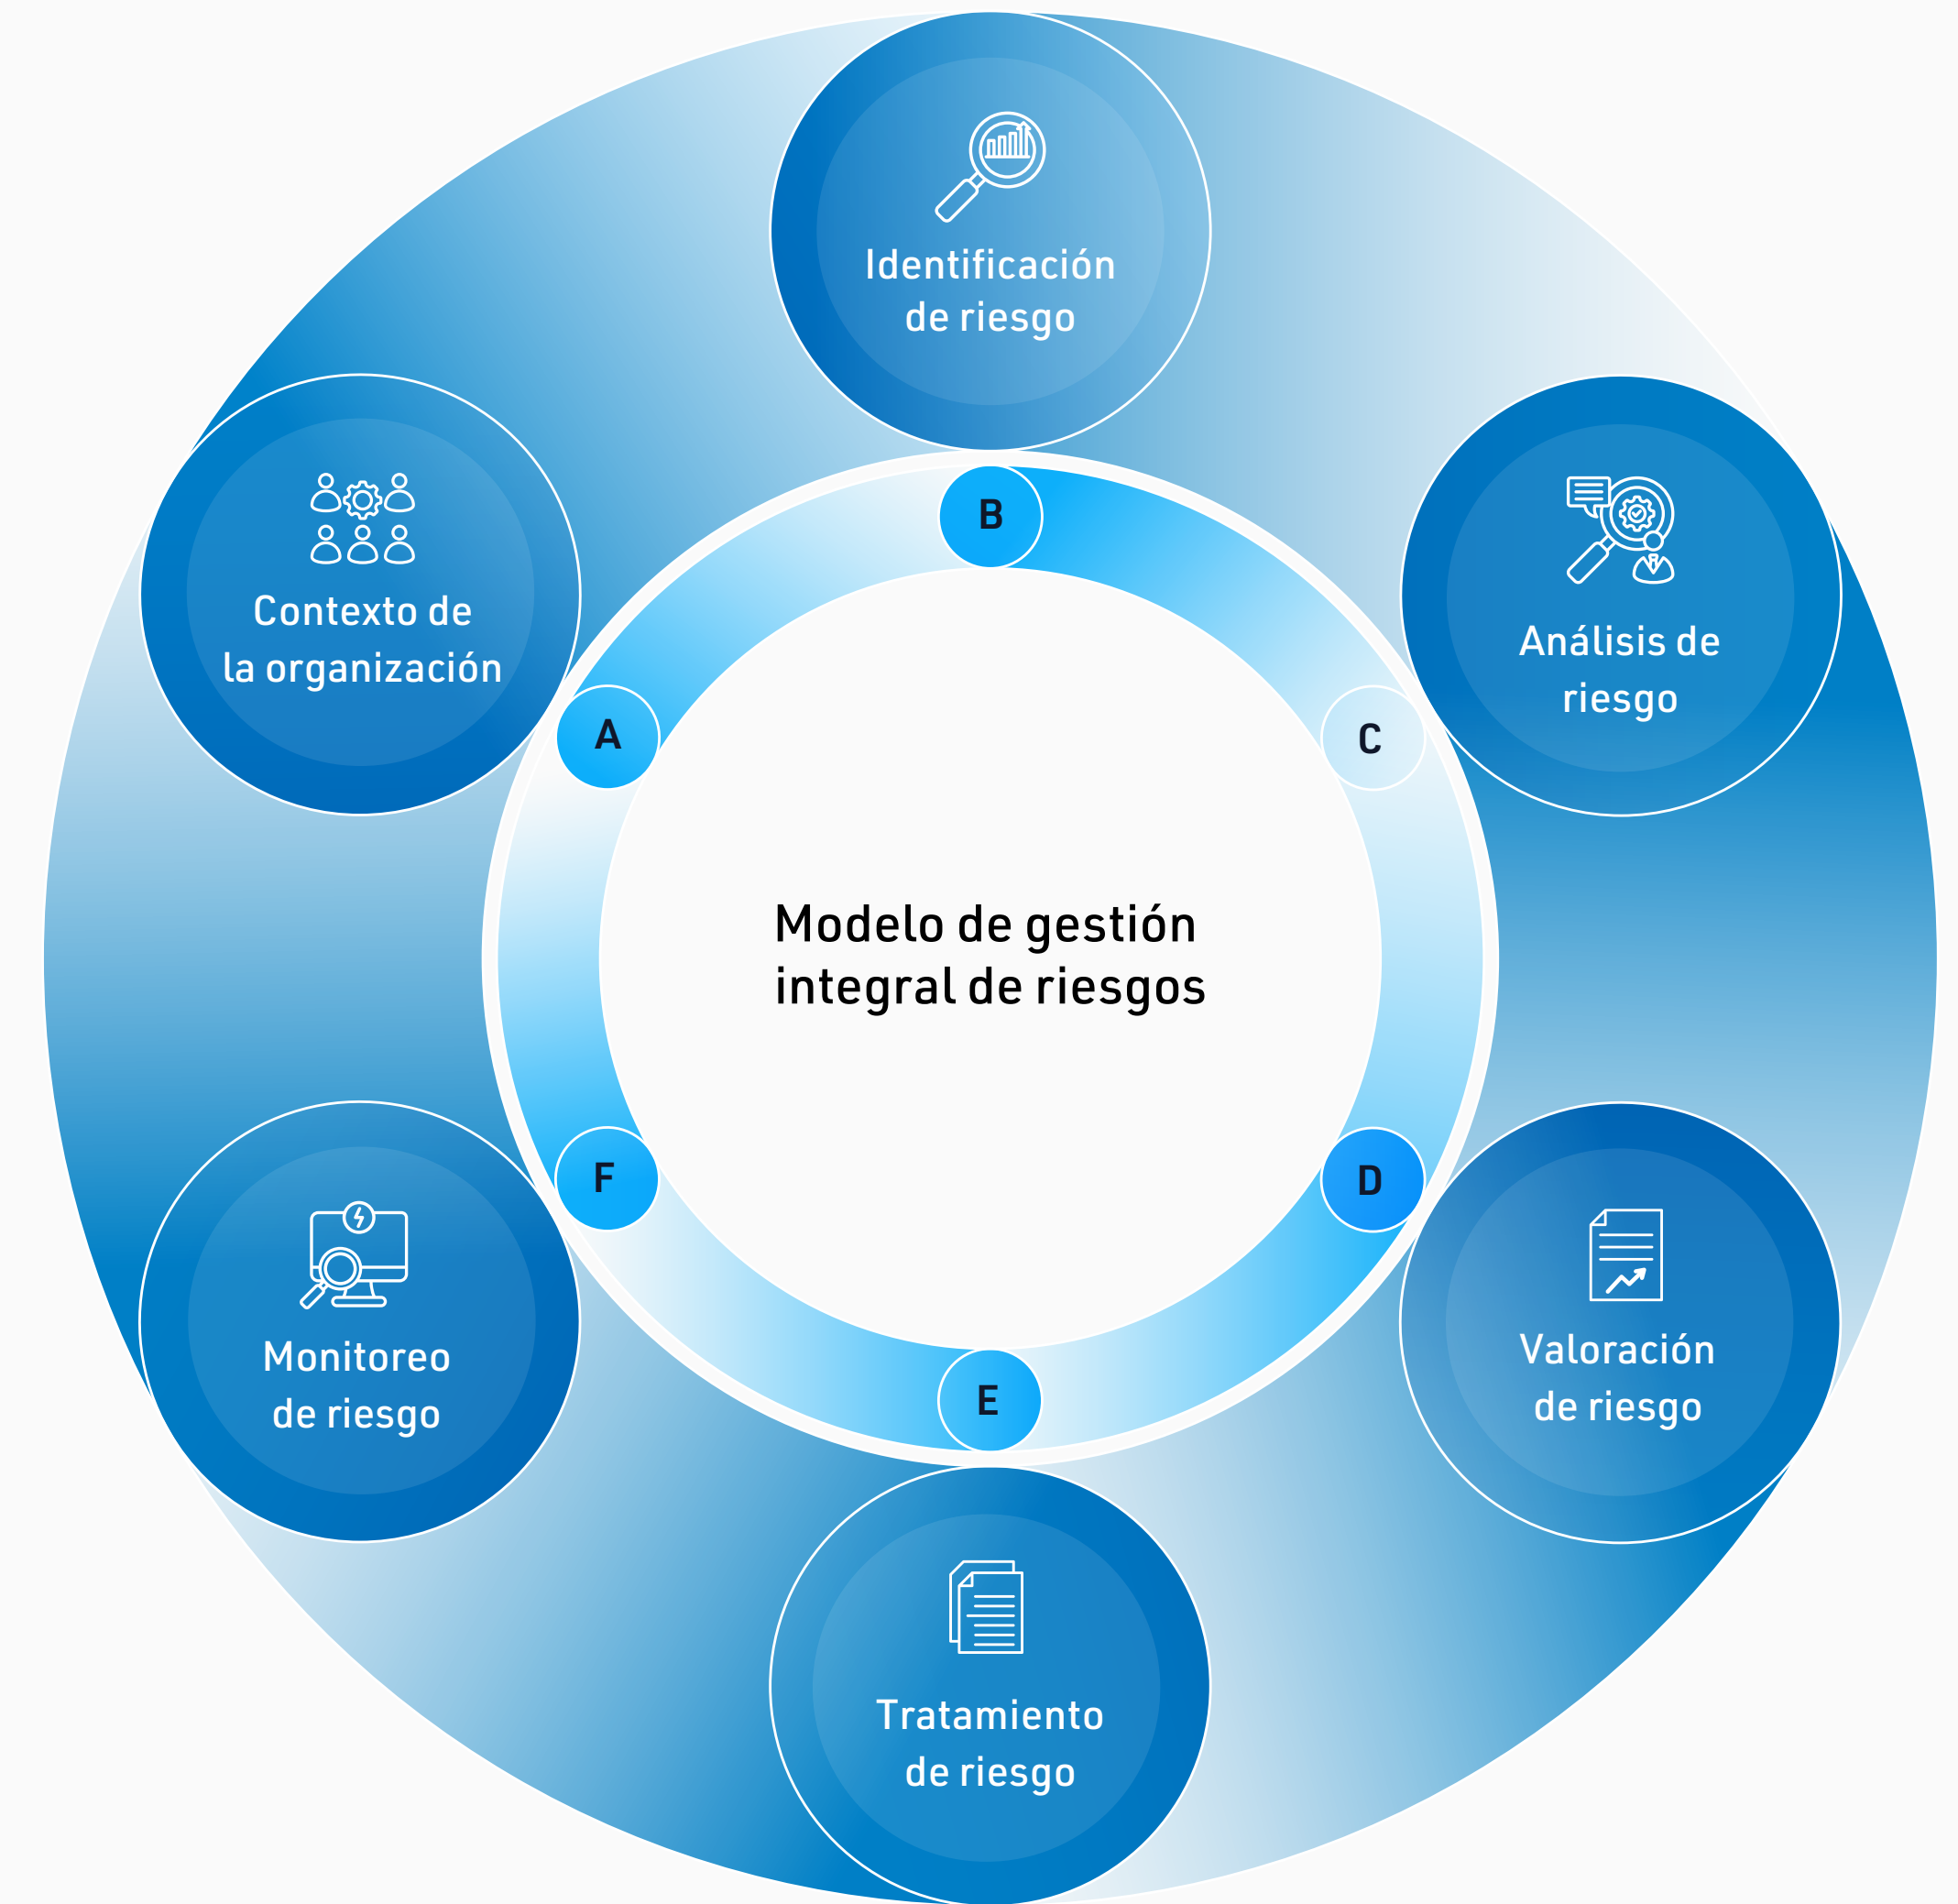 Identificación
de riesgo
Contexto de
la organización
Análisis de
riesgo
B
A
C
Modelo de gestión
integral de riesgos
F
D
E
Monitoreo
de riesgo
Valoración
de riesgo
Tratamiento
de riesgo